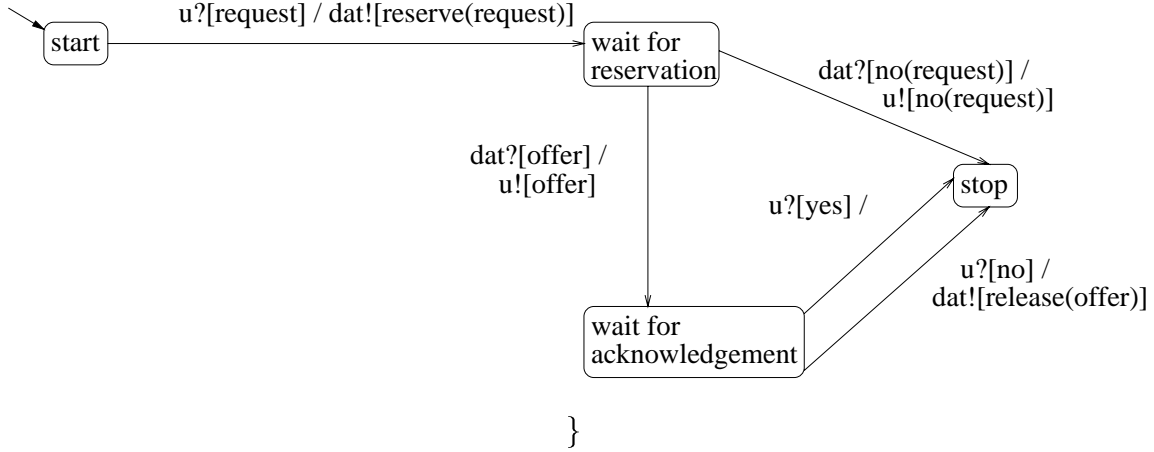 u?[request] / dat![reserve(request)]
start
wait for
reservation
dat?[no(request)] /
u![no(request)]
dat?[offer] /
u![offer]
stop
u?[yes] /
u?[no] /
dat![release(offer)]
wait for
acknowledgement
}